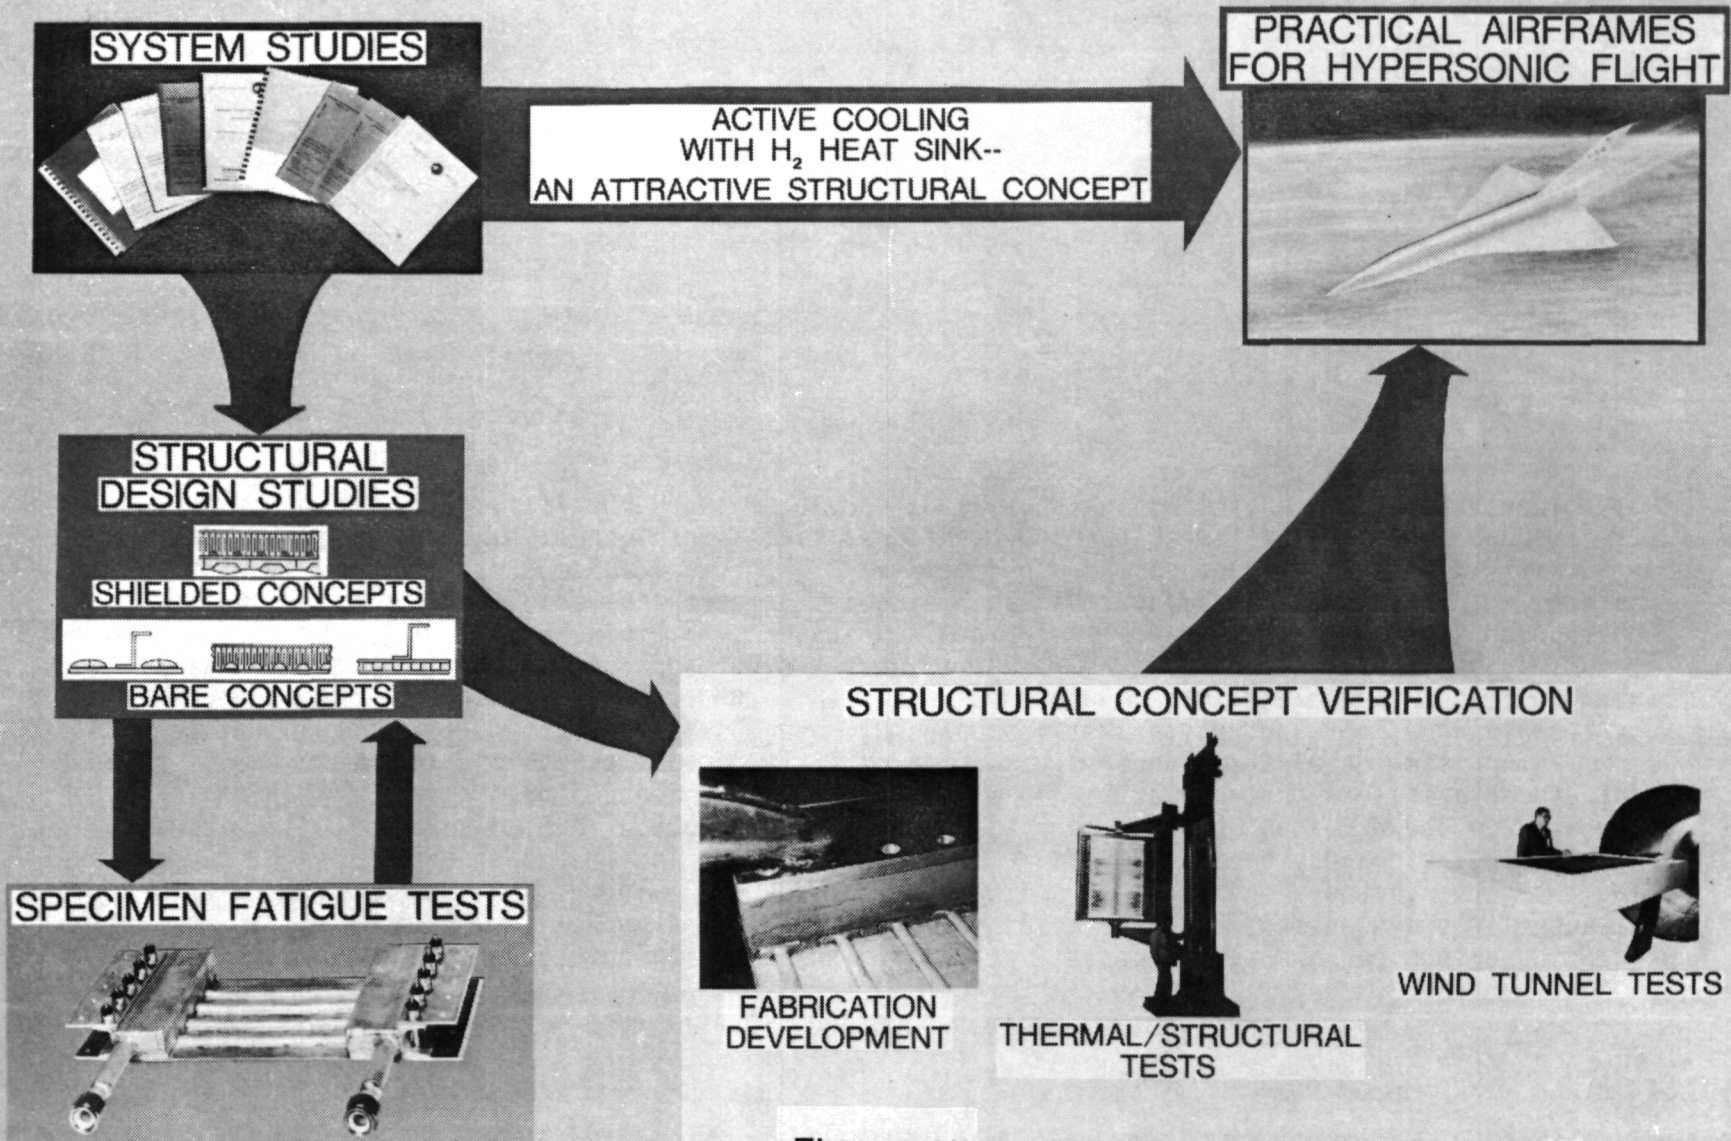 SYSTEM STUDIES
ACTIVE COOLING
WITH H₂ HEAT SINK--
AN ATTRACTIVE STRUCTURAL CONCEPT
PRACTICAL AIRFRAMES
FOR HYPERSONIC FLIGHT
STRUCTURAL
DESIGN STUDIES
SHIELDED CONCEPTS
BARE CONCEPTS
SPECIMEN FATIGUE TESTS
STRUCTURAL CONCEPT VERIFICATION
FABRICATION
DEVELOPMENT
THERMAL/STRUCTURAL
TESTS
WIND TUNNEL TESTS